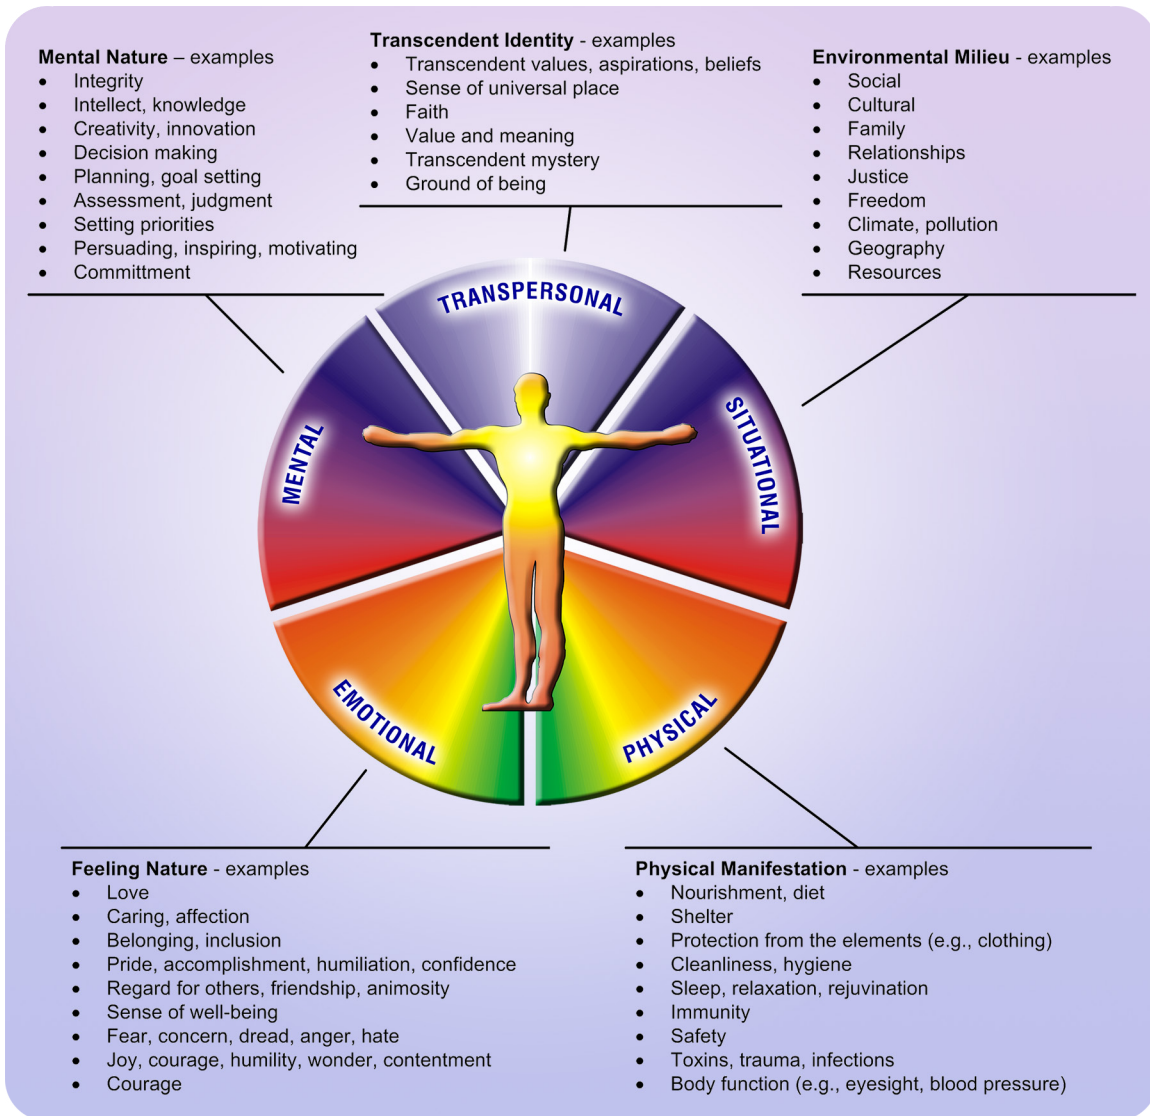 Mental Nature – examples
• Integrity
• Intellect, knowledge
• Creativity, innovation
• Decision making
• Planning, goal setting
• Assessment, judgment
• Setting priorities
• Persuading, inspiring, motivating
• Committment
Transcendent Identity - examples
• Transcendent values, aspirations, beliefs
• Sense of universal place
• Faith
• Value and meaning
• Transcendent mystery
• Ground of being
Environmental Milieu - examples
• Social
• Cultural
• Family
• Relationships
• Justice
• Freedom
• Climate, pollution
• Geography
• Resources
TRANSPERSONAL
MENTAL
SITUATIONAL
EMOTIONAL
PHYSICAL
Feeling Nature - examples
• Love
• Caring, affection
• Belonging, inclusion
• Pride, accomplishment, humiliation, confidence
• Regard for others, friendship, animosity
• Sense of well-being
• Fear, concern, dread, anger, hate
• Joy, courage, humility, wonder, contentment
• Courage
Physical Manifestation - examples
• Nourishment, diet
• Shelter
• Protection from the elements (e.g., clothing)
• Cleanliness, hygiene
• Sleep, relaxation, rejuvination
• Immunity
• Safety
• Toxins, trauma, infections
• Body function (e.g., eyesight, blood pressure)